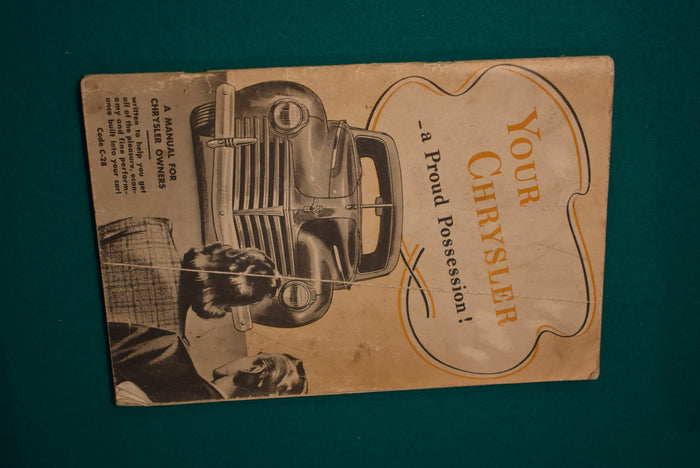 YOUR
CHRYSLER
—a Proud Possession!
A MANUAL FOR
CHRYSLER OWNERS
written to help you get
all of the pleasure, econ-
omy and fine perform-
ance built into your car!
Code C-28